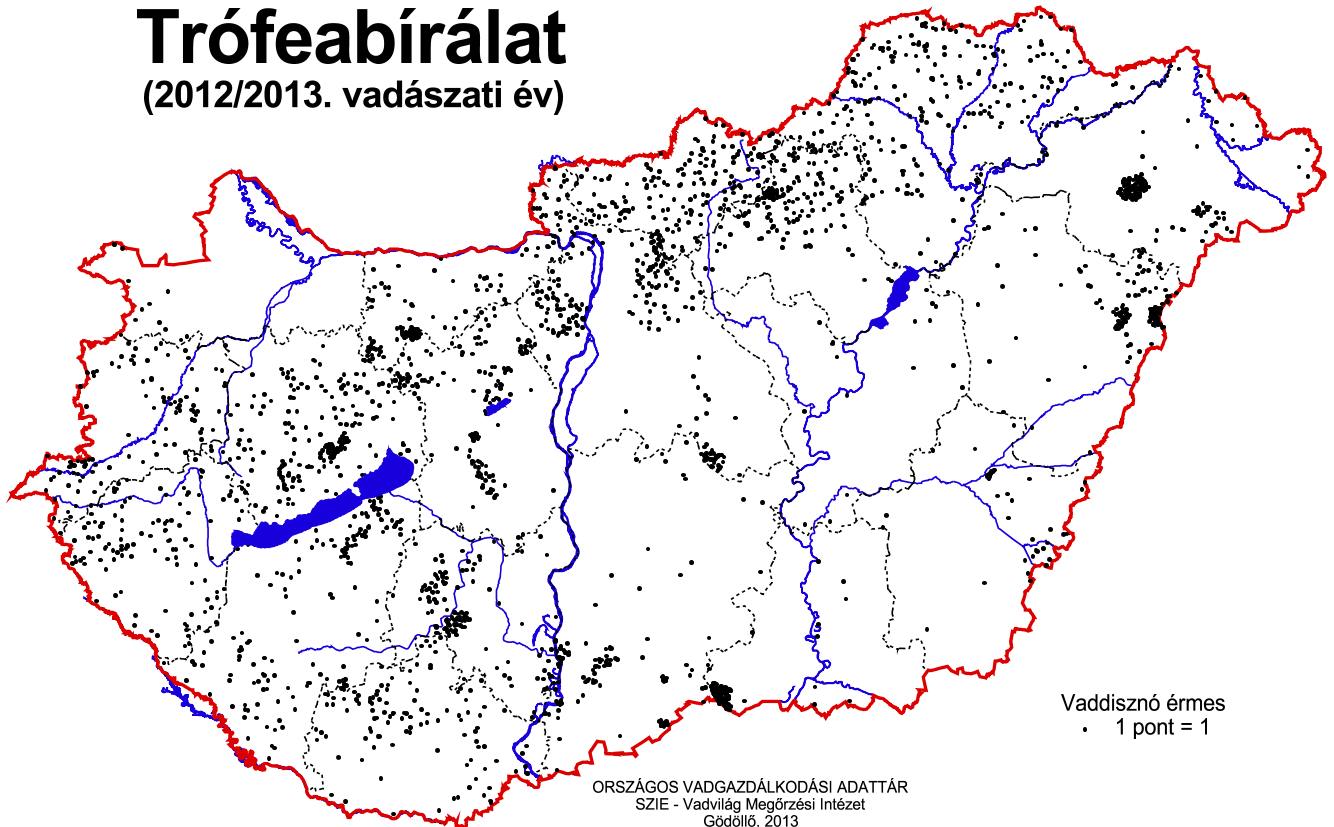 Trófeabírálat
(2012/2013. vadászati év)
Vaddisznó érmes
1 pont = 1
ORSZÁGOS VADGAZDÁLKODÁSI ADATTÁR
SZIE - Vadvilág Megőrzési Intézet
Gödöllő. 2013